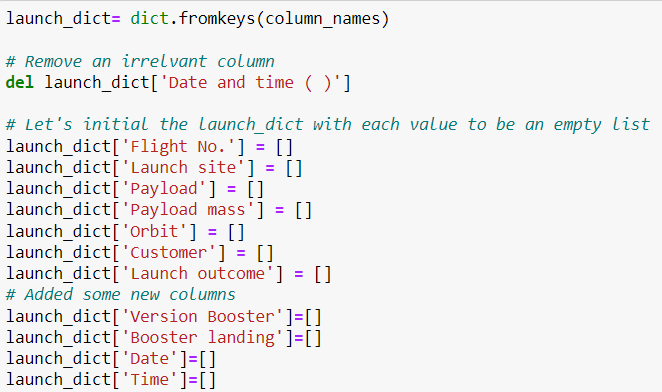 launch_dict= dict.fromkeys(column_names)
# Remove an irrelvant column
del launch_dict['Date and time ( )']
# Let's initial the launch_dict with each value to be an empty list
launch_dict['Flight No.'] = []
launch_dict['Launch site'] = []
launch_dict['Payload'] = []
launch_dict['Payload mass'] = []
launch_dict['Orbit'] = []
launch_dict['Customer'] = []
launch_dict['Launch outcome'] = []
# Added some new columns
launch_dict['Version Booster']=[]
launch_dict['Booster landing']=[]
launch_dict['Date']=[]
launch_dict['Time']=[]